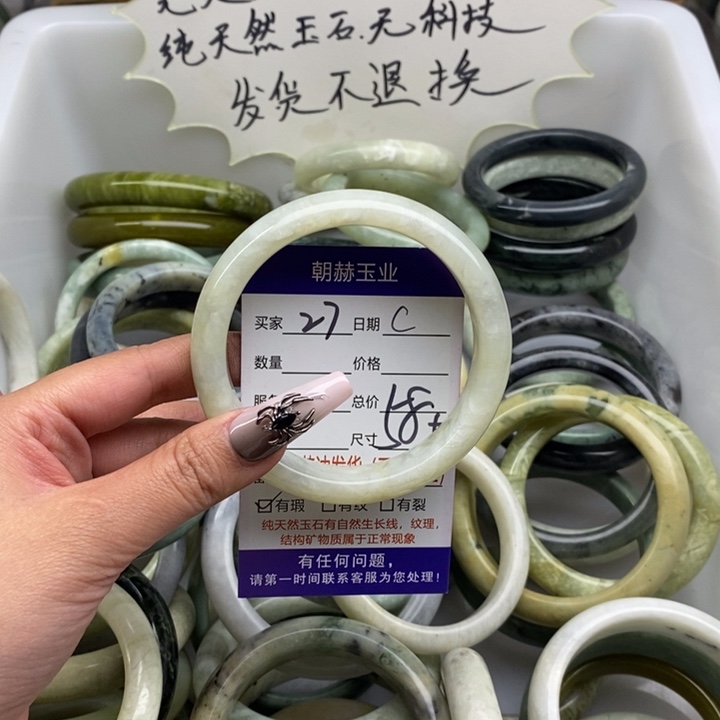 纯天然玉石.无科技
发货不退换
朝赫玉业
买家 27 日期 C
数量 价格
总价
尺寸 58+
☑有瑕 □有纹 □有裂
纯天然玉石有自然生长线，纹理，
结构矿物质属于正常现象
有任何问题，
请第一时间联系客服为您处理！